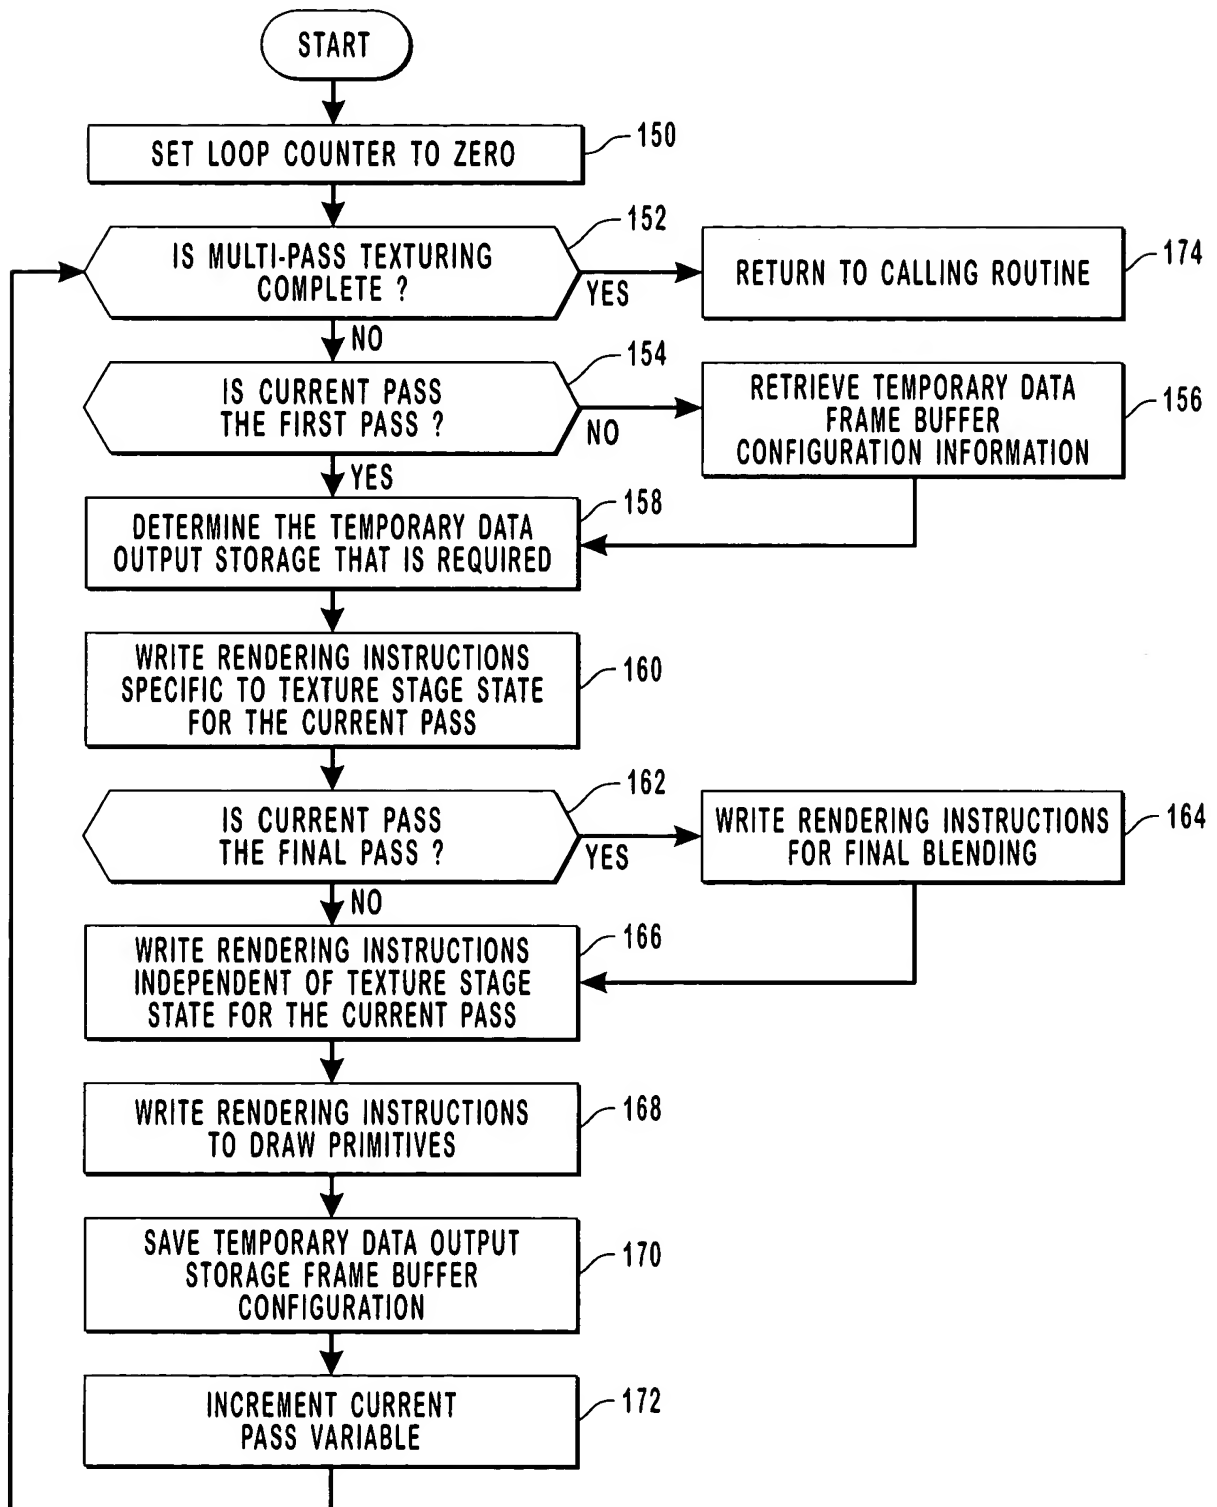 START
150
SET LOOP COUNTER TO ZERO
152
IS MULTI-PASS TEXTURING
COMPLETE ?
YES
174
RETURN TO CALLING ROUTINE
NO
154
IS CURRENT PASS
THE FIRST PASS ?
NO
156
RETRIEVE TEMPORARY DATA
FRAME BUFFER
CONFIGURATION INFORMATION
YES
158
DETERMINE THE TEMPORARY DATA
OUTPUT STORAGE THAT IS REQUIRED
160
WRITE RENDERING INSTRUCTIONS
SPECIFIC TO TEXTURE STAGE STATE
FOR THE CURRENT PASS
162
IS CURRENT PASS
THE FINAL PASS ?
YES
164
WRITE RENDERING INSTRUCTIONS
FOR FINAL BLENDING
NO
166
WRITE RENDERING INSTRUCTIONS
INDEPENDENT OF TEXTURE STAGE
STATE FOR THE CURRENT PASS
168
WRITE RENDERING INSTRUCTIONS
TO DRAW PRIMITIVES
170
SAVE TEMPORARY DATA OUTPUT
STORAGE FRAME BUFFER
CONFIGURATION
172
INCREMENT CURRENT
PASS VARIABLE